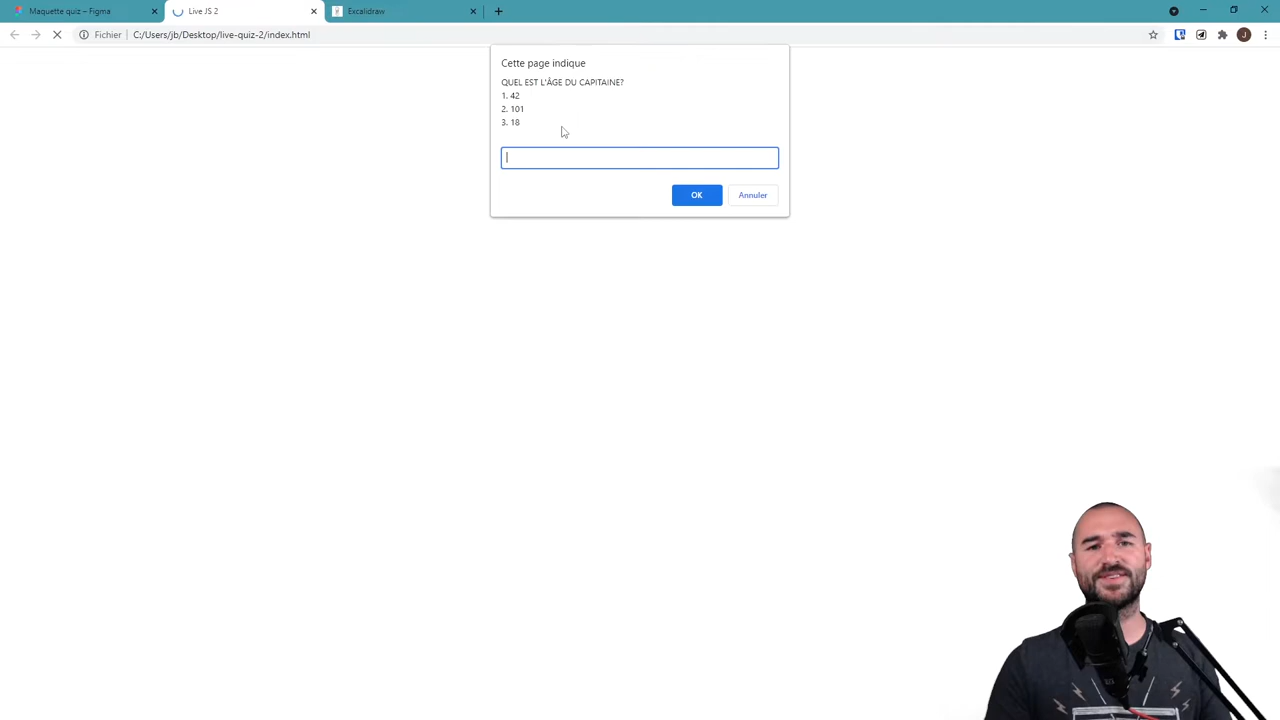 Maquette quiz – Figma
Live JS 2
Excalidraw
Fichier
C:/Users/jb/Desktop/live-quiz-2/index.html
J
Cette page indique
QUEL EST L'ÂGE DU CAPITAINE?
1. 42
2. 101
3. 18
OK
Annuler